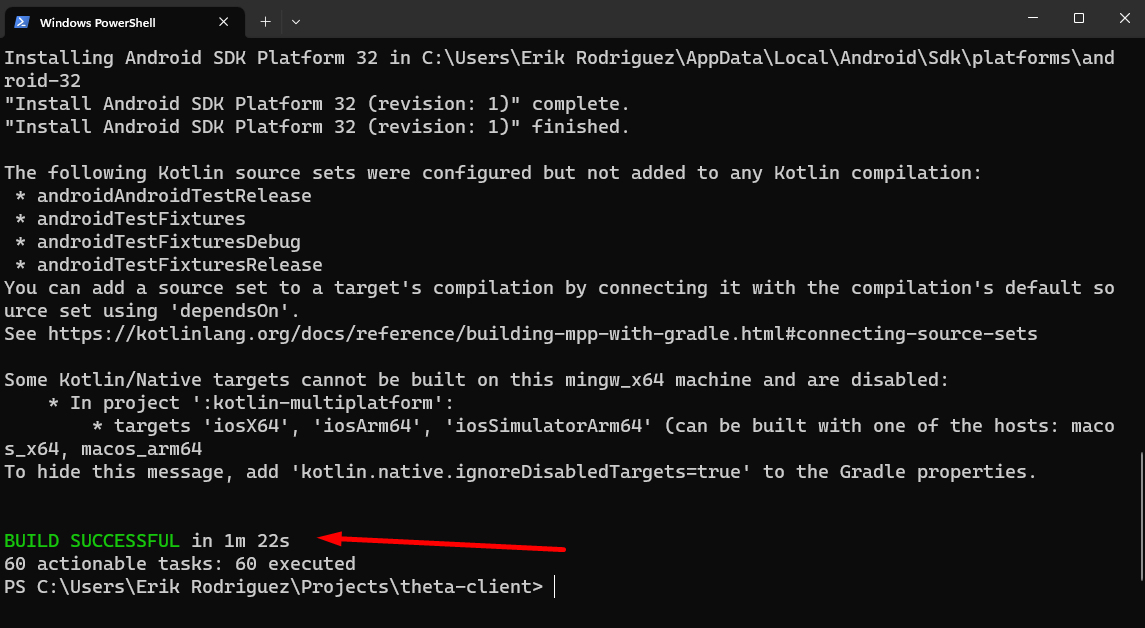 Windows PowerShell
Installing Android SDK Platform 32 in C:\Users\Erik Rodriguez\AppData\Local\Android\Sdk\platforms\and
roid-32
"Install Android SDK Platform 32 (revision: 1)" complete.
"Install Android SDK Platform 32 (revision: 1)" finished.
The following Kotlin source sets were configured but not added to any Kotlin compilation:
* androidAndroidTestRelease
* androidTestFixtures
* androidTestFixturesDebug
* androidTestFixturesRelease
You can add a source set to a target's compilation by connecting it with the compilation's default so
urce set using 'dependsOn'.
See https://kotlinlang.org/docs/reference/building-mpp-with-gradle.html#connecting-source-sets
Some Kotlin/Native targets cannot be built on this mingw_x64 machine and are disabled:
* In project ':kotlin-multiplatform':
* targets 'iosX64', 'iosArm64', 'iosSimulatorArm64' (can be built with one of the hosts: maco
s_x64, macos_arm64
To hide this message, add 'kotlin.native.ignoreDisabledTargets=true' to the Gradle properties.
BUILD SUCCESSFUL in 1m 22s
60 actionable tasks: 60 executed
PS C:\Users\Erik Rodriguez\Projects\theta-client>